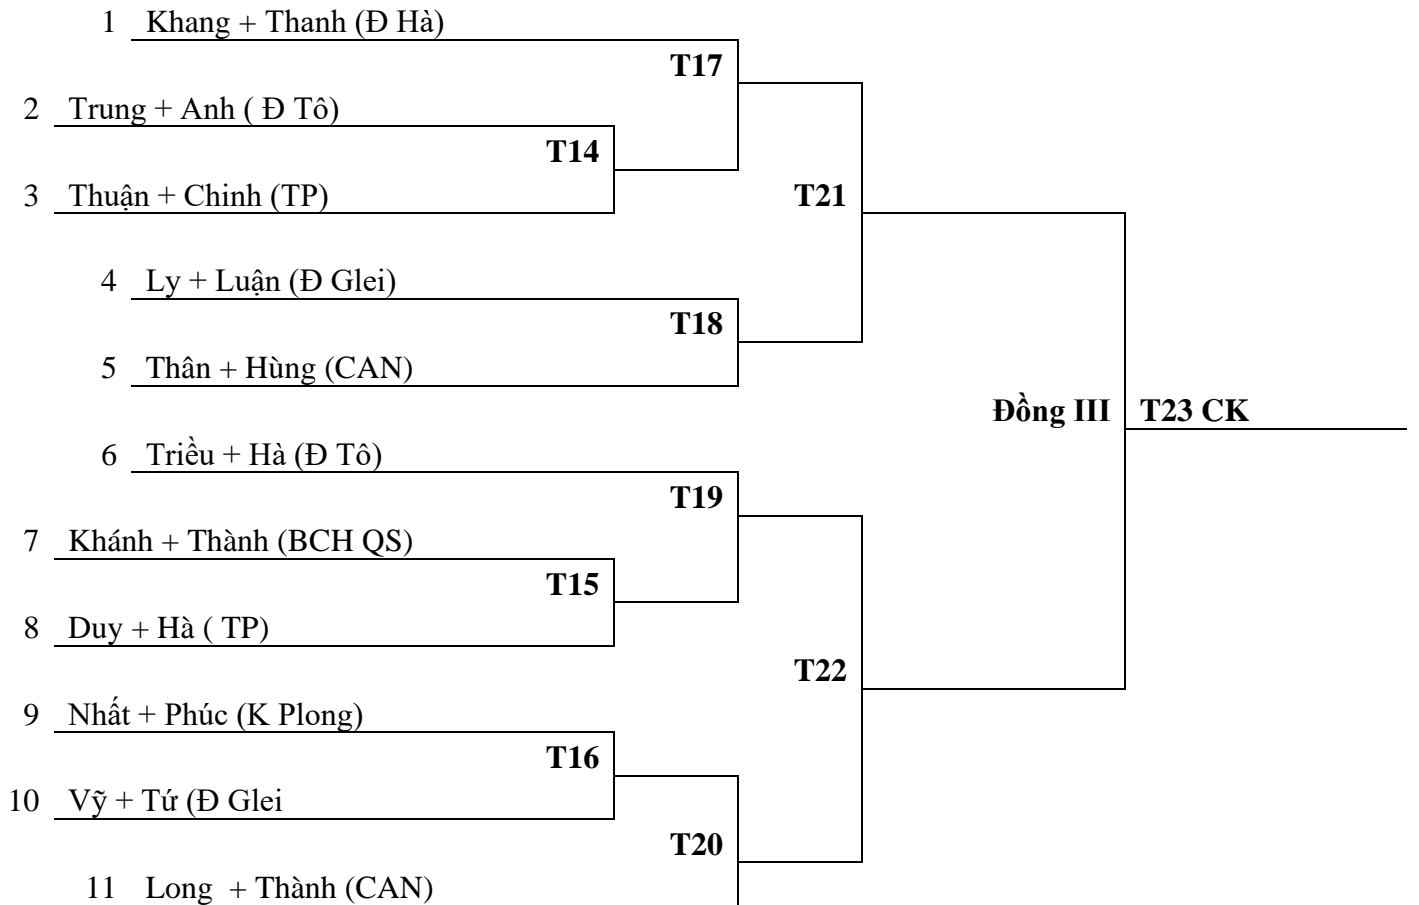 1 Khang + Thanh (Đ Hà)
T17
2 Trung + Anh ( Đ Tô)
T14
3 Thuận + Chinh (TP)
T21
4 Ly + Luận (Đ Glei)
T18
5 Thân + Hùng (CAN)
Đồng III T23 CK
6 Triều + Hà (Đ Tô)
T19
7 Khánh + Thành (BCH QS)
T15
8 Duy + Hà ( TP)
T22
9 Nhất + Phúc (K Plong)
T16
10 Vỹ + Tứ (Đ Glei
T20
11 Long + Thành (CAN)